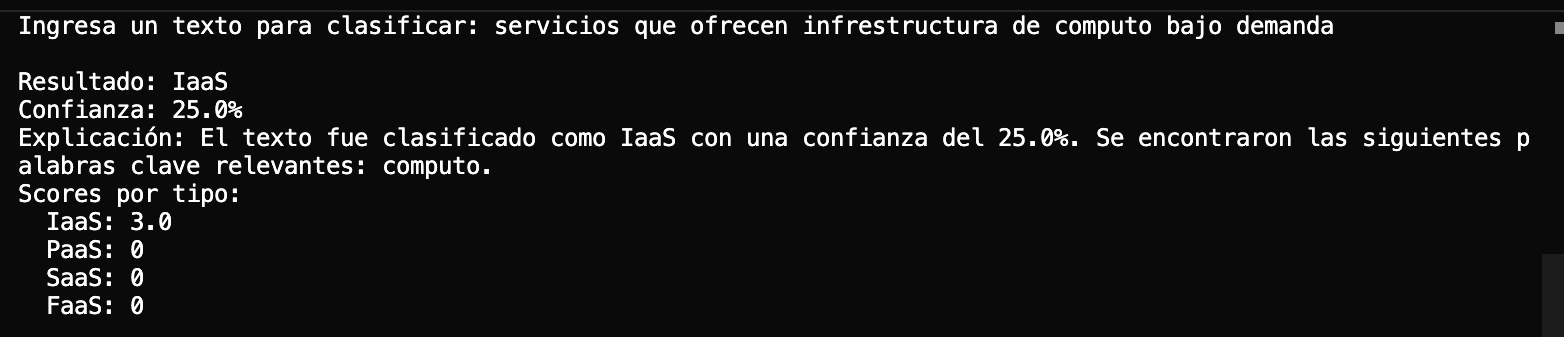 Ingresa un texto para clasificar: servicios que ofrecen infrestructura de computo bajo demanda
Resultado: IaaS
Confianza: 25.0%
Explicación: El texto fue clasificado como IaaS con una confianza del 25.0%. Se encontraron las siguientes p
alabras clave relevantes: computo.
Scores por tipo:
  IaaS: 3.0
  PaaS: 0
  SaaS: 0
  FaaS: 0